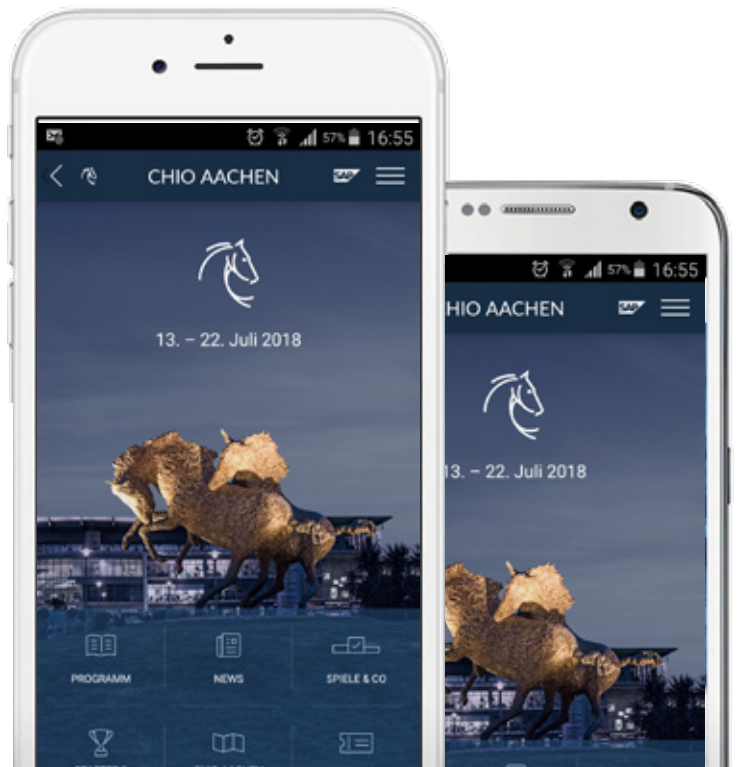 57% 16:55
CHIO AACHEN SAP
13. – 22. Juli 2018
PROGRAMM NEWS SPIELE & CO
57% 16:55
HIO AACHEN SAP
13. – 22. Juli 2018